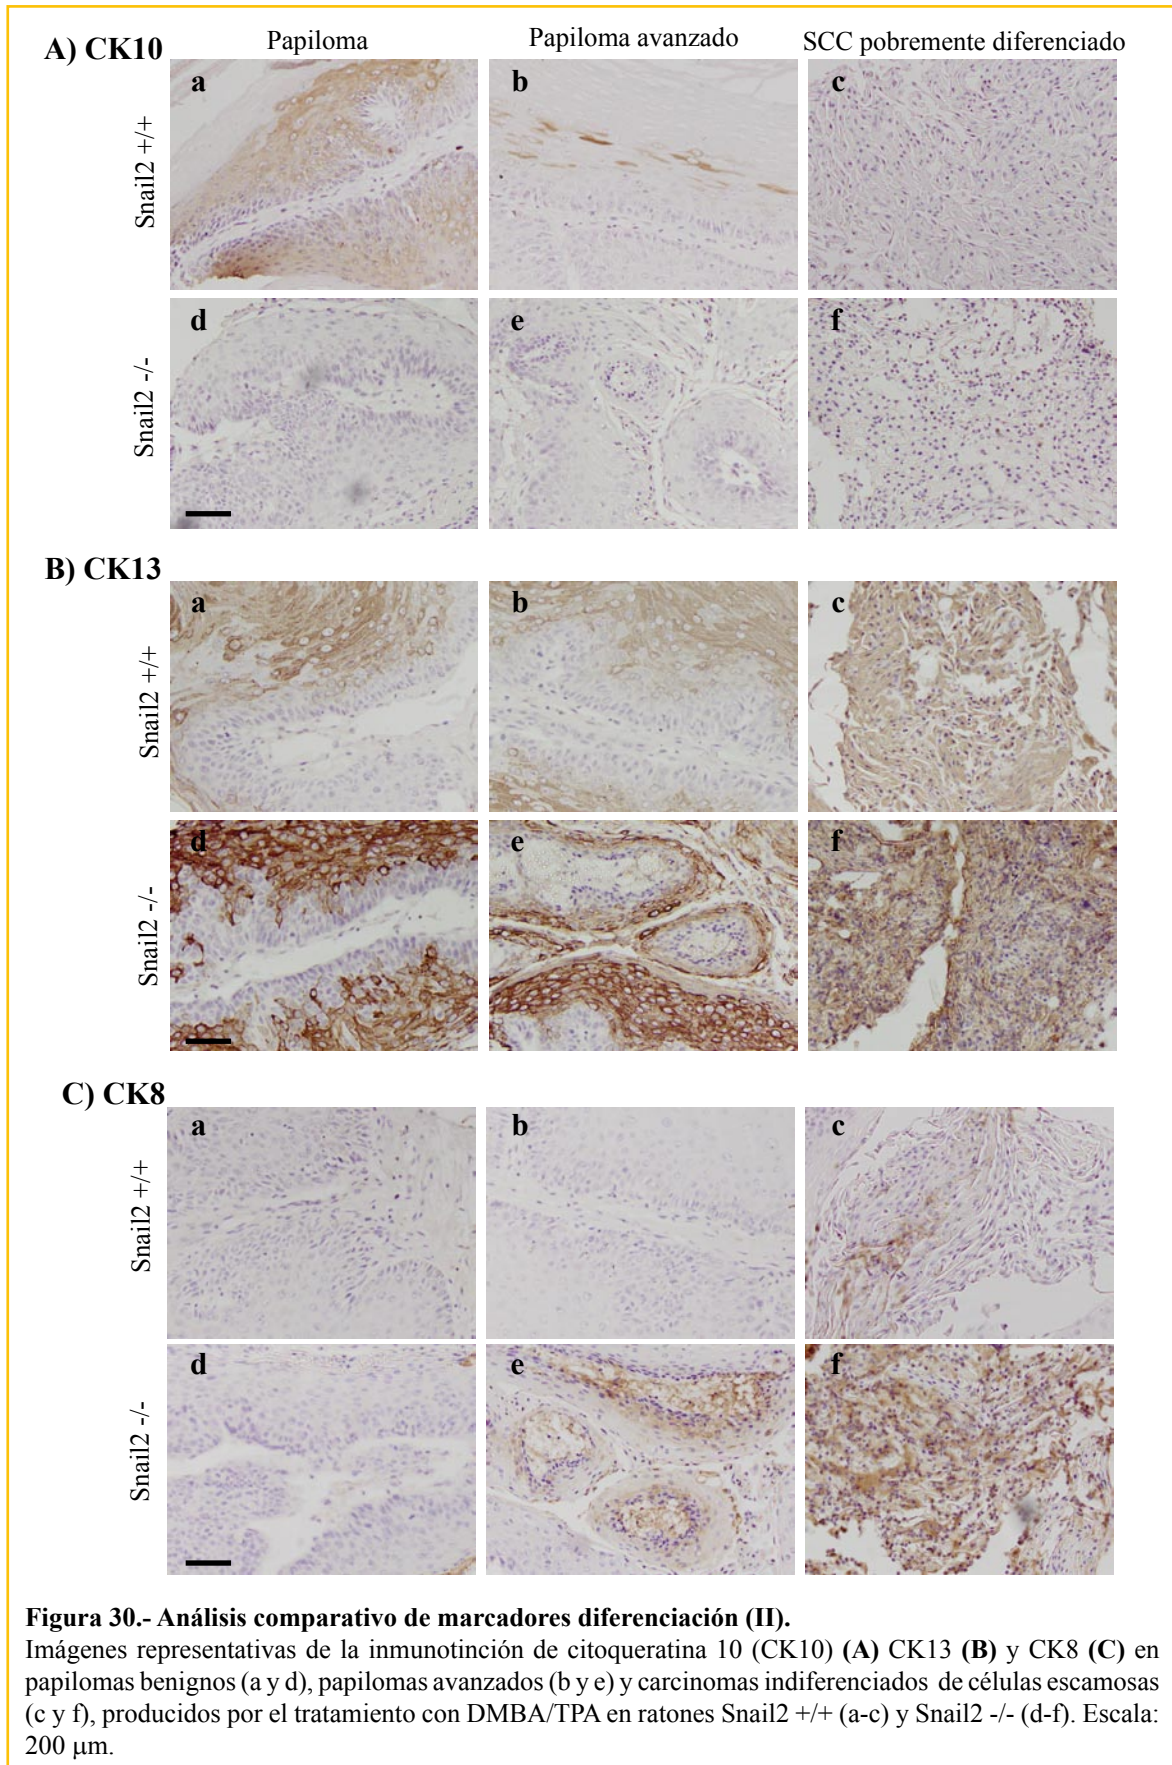 A) CK10
Papiloma
Papiloma avanzado
SCC pobremente diferenciado
Snail2 +/+
a
b
c
Snail2 -/-
d
e
f
B) CK13
Snail2 +/+
a
b
c
Snail2 -/-
d
e
f
C) CK8
Snail2 +/+
a
b
c
Snail2 -/-
d
e
f
Figura 30.- Análisis comparativo de marcadores diferenciación (II).
Imágenes representativas de la inmunotinción de citoqueratina 10 (CK10) (A) CK13 (B) y CK8 (C) en
papilomas benignos (a y d), papilomas avanzados (b y e) y carcinomas indiferenciados de células escamosas
(c y f), producidos por el tratamiento con DMBA/TPA en ratones Snail2 +/+ (a-c) y Snail2 -/- (d-f). Escala:
200 μm.